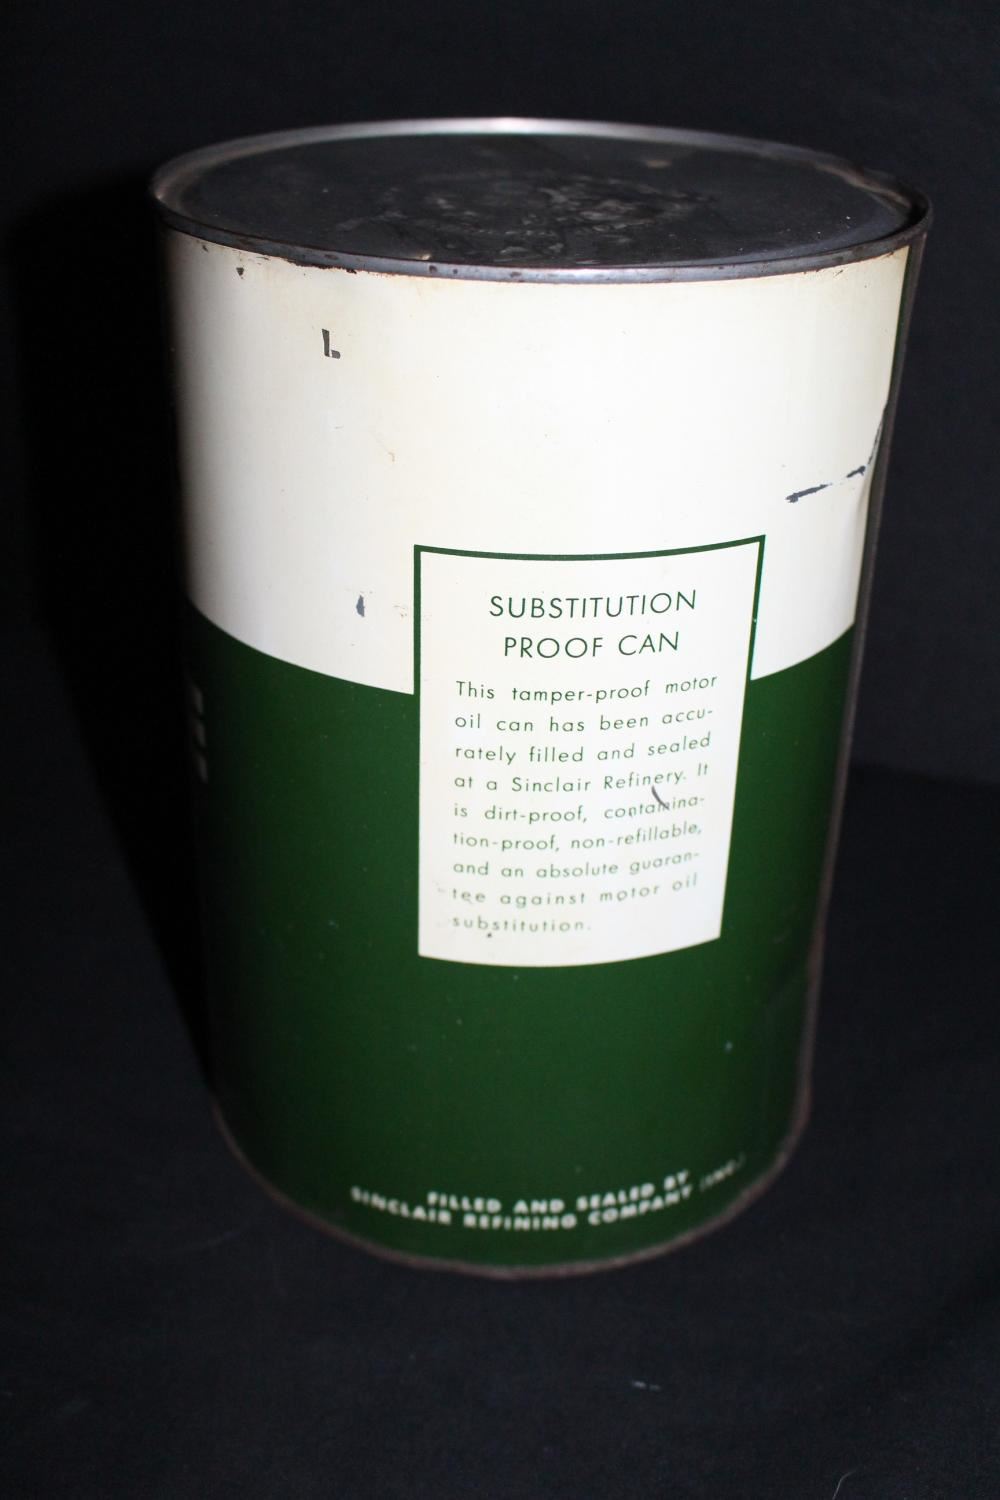 L
SUBSTITUTION
PROOF CAN
This tamper-proof motor
oil can has been accu-
rately filled and sealed
at a Sinclair Refinery. It
is dirt-proof, contamina-
tion-proof, non-refillable,
and an absolute guaran-
tee against motor oil
substitution.
FILLED AND SEALED BY
SINCLAIR REFINING COMPANY (INC.)